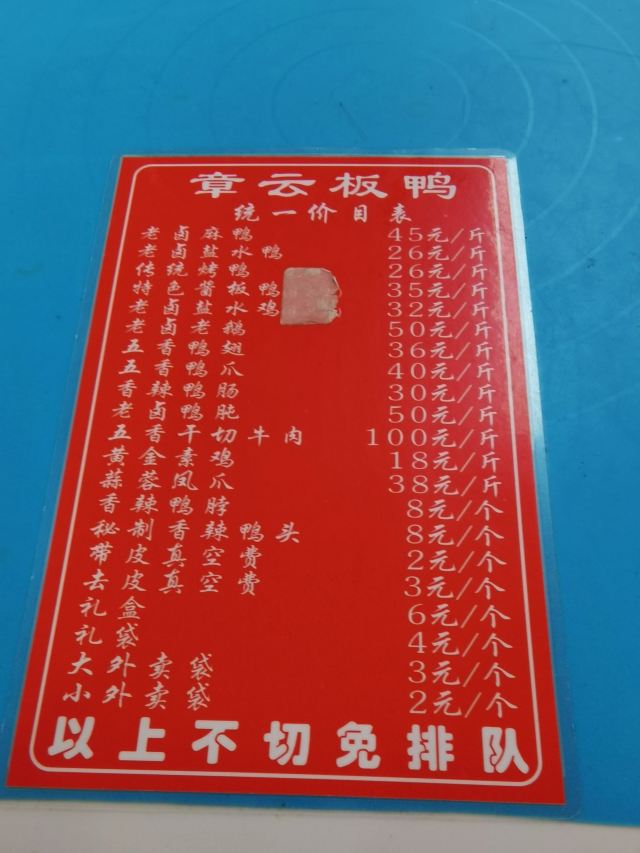 章云板鸭
统一价目表
老卤麻鸭 45元/斤
老卤盐水鸭 26元/斤
传统烤鸭 26元/斤
特色酱板鸭 35元/斤
老卤盐水鸡 32元/斤
老卤老鹅 50元/斤
五香鸭翅 36元/斤
五香鸭爪 40元/斤
香辣鸭肠 30元/斤
老卤鸭肫 50元/斤
五香干切牛肉 100元/斤
黄金素鸡 18元/斤
蒜蓉凤爪 38元/斤
香辣鸭脖 8元/个
秘制香辣鸭头 8元/个
带皮真空费 2元/个
去皮真空费 3元/个
礼盒 6元/个
礼袋 4元/个
大外卖袋 3元/个
小外卖袋 2元/个
以上不切免排队